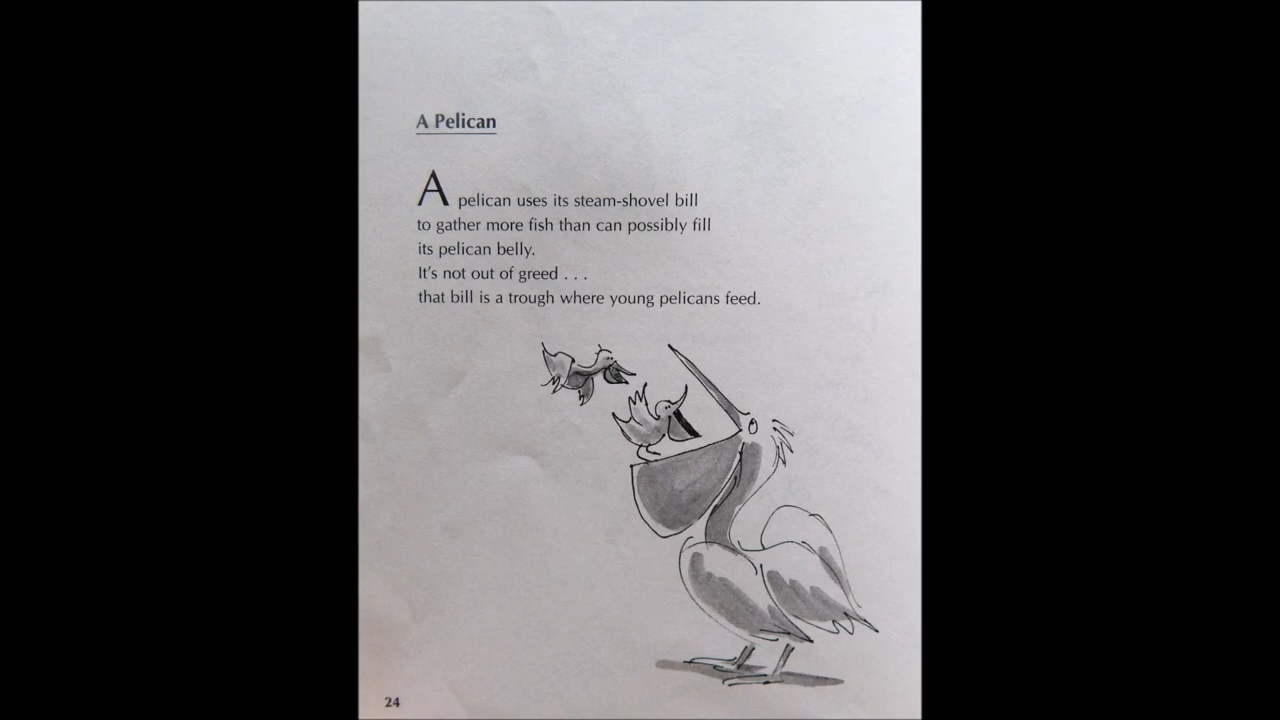 A Pelican
A pelican uses its steam-shovel bill
to gather more fish than can possibly fill
its pelican belly.
It's not out of greed . . .
that bill is a trough where young pelicans feed.
24